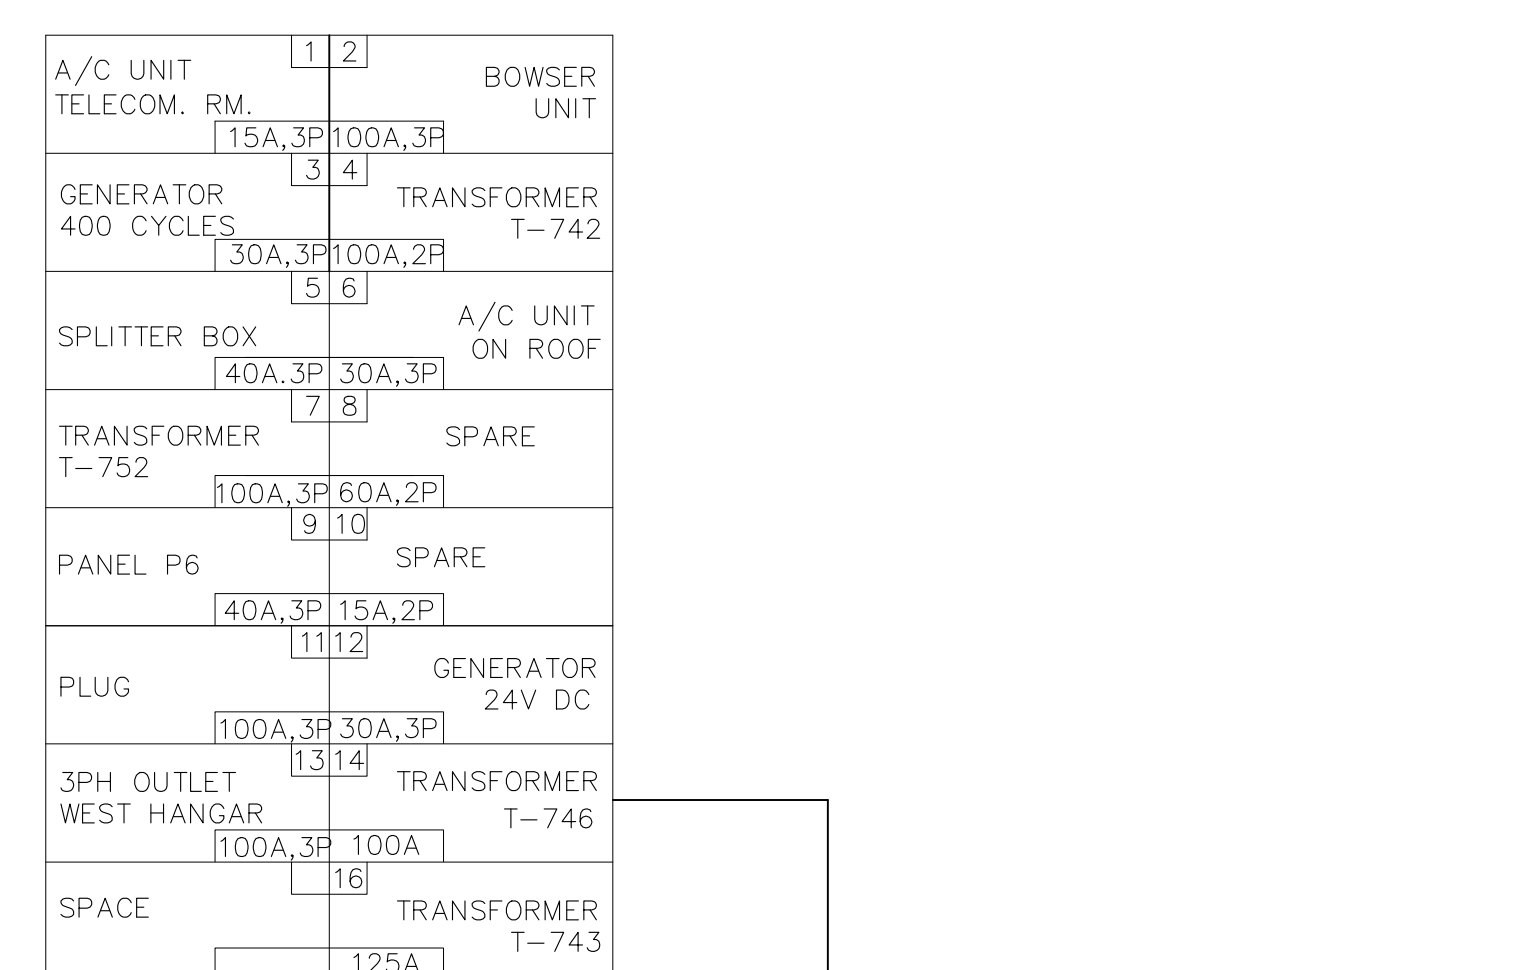 1 2
A/C UNIT
TELECOM. RM.
BOWSER
UNIT
15A,3P 100A,3P
3 4
GENERATOR
400 CYCLES
TRANSFORMER
T-742
30A,3P 100A,2P
5 6
SPLITTER BOX
A/C UNIT
ON ROOF
40A.3P 30A,3P
7 8
TRANSFORMER
T-752
SPARE
100A,3P 60A,2P
9 10
PANEL P6
SPARE
40A,3P 15A,2P
11 12
PLUG
GENERATOR
24V DC
100A,3P 30A,3P
13 14
3PH OUTLET
WEST HANGAR
TRANSFORMER
T-746
100A,3P 100A
16
SPACE
TRANSFORMER
T-743
125A